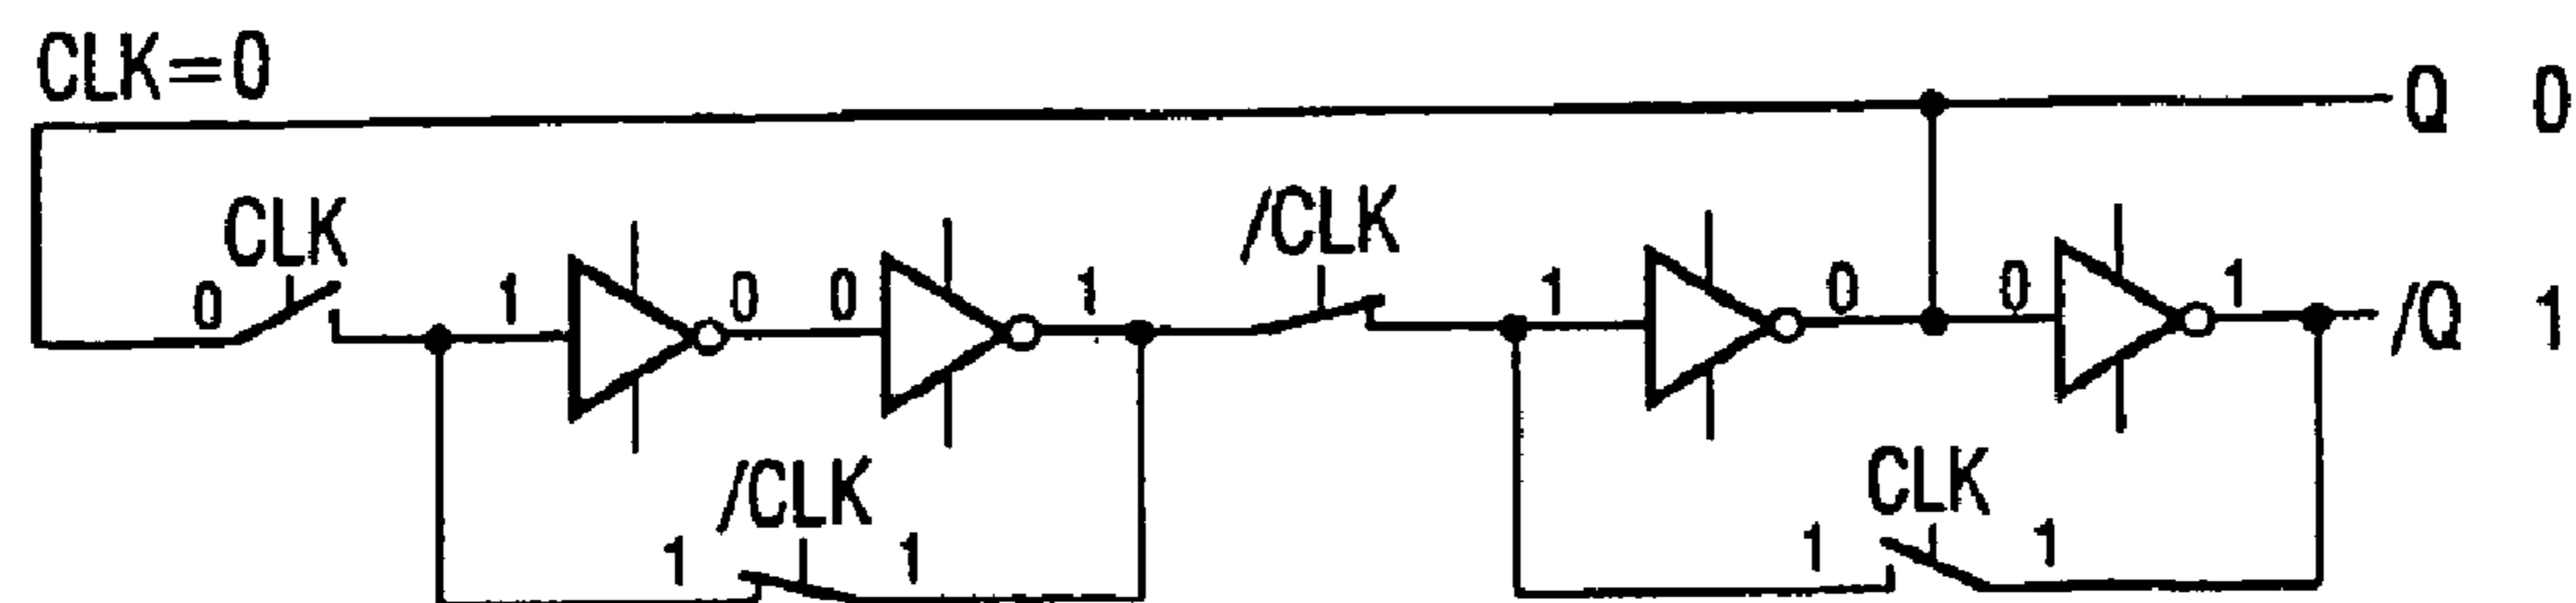 CLK=0
Q 0
CLK
/CLK
0 1 0 0 1 1 0 0 1
/Q 1
/CLK
CLK
1 1 1 1